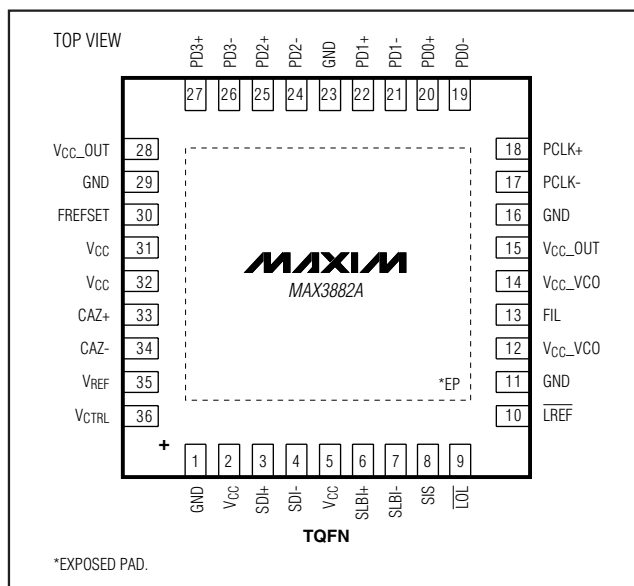 TOP VIEW
PD3+ PD3- PD2+ PD2- GND PD1+ PD1- PD0+ PD0-
27 26 25 24 23 22 21 20 19
VCC_OUT 28
GND 29
FREFSET 30
VCC 31
VCC 32
CAZ+ 33
CAZ- 34
VREF 35
VCTRL 36
18 PCLK+
17 PCLK-
16 GND
15 VCC_OUT
14 VCC_VCO
13 FIL
12 VCC_VCO
11 GND
10 L̅R̅E̅F̅
MAXIM
MAX3882A
*EP
+
1 2 3 4 5 6 7 8 9
GND VCC SDI+ SDI- VCC SLBI+ SLBI- SIS L̅O̅L̅
TQFN
*EXPOSED PAD.